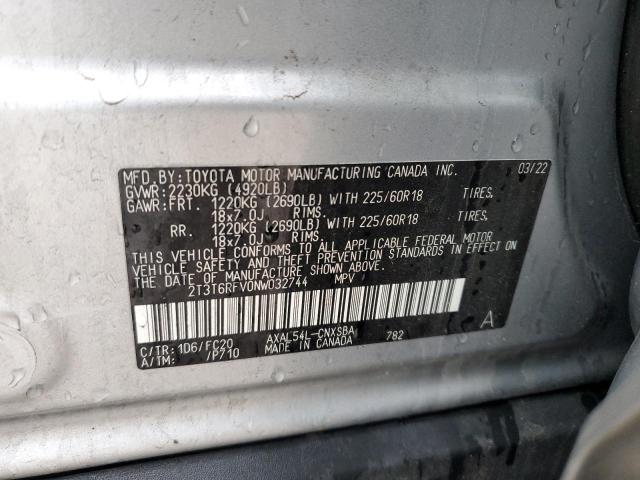 MFD. BY: TOYOTA MOTOR MANUFACTURING CANADA INC. 03/22
GVWR: 2230KG (4920LB)
GAWR: FRT. 1220KG (2690LB) WITH 225/60R18 TIRES,
18x7.0J RIMS.
RR. 1220KG (2690LB) WITH 225/60R18 TIRES,
18x7.0J RIMS.
THIS VEHICLE CONFORMS TO ALL APPLICABLE FEDERAL MOTOR
VEHICLE SAFETY AND THEFT PREVENTION STANDARDS IN EFFECT
ON THE DATE OF MANUFACTURE SHOWN ABOVE.
2T3T6RFV0NW032744 MPV
C/TR: 1D6/FC20 AXAL54L-CNXSBA 782 A
A/TM: /P710 MADE IN CANADA